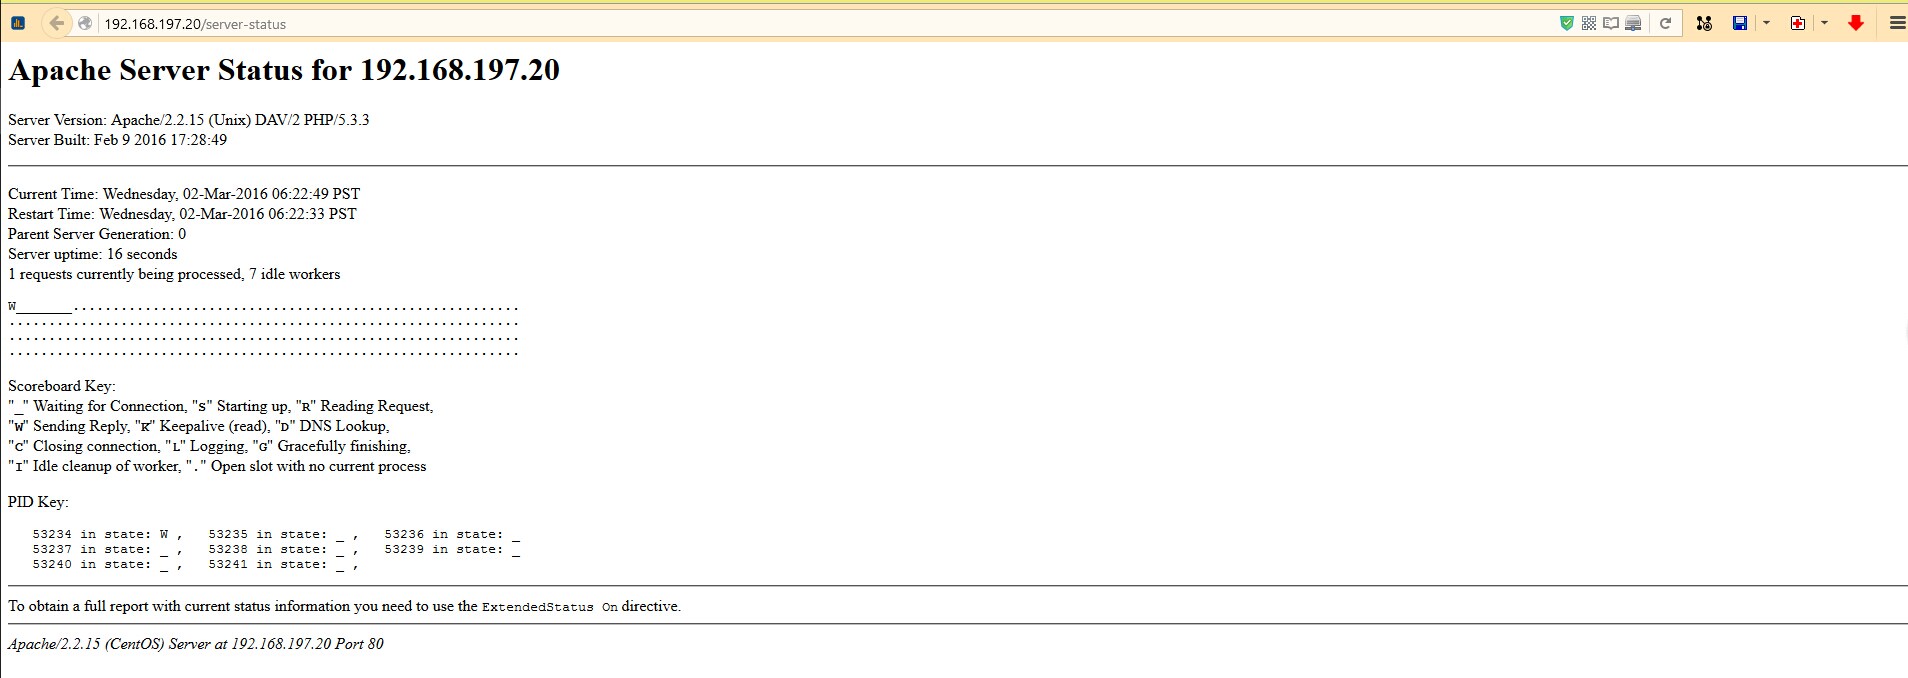 192.168.197.20/server-status
Apache Server Status for 192.168.197.20
Server Version: Apache/2.2.15 (Unix) DAV/2 PHP/5.3.3
Server Built: Feb 9 2016 17:28:49
Current Time: Wednesday, 02-Mar-2016 06:22:49 PST
Restart Time: Wednesday, 02-Mar-2016 06:22:33 PST
Parent Server Generation: 0
Server uptime: 16 seconds
1 requests currently being processed, 7 idle workers
W_______........................................................
................................................................
................................................................
................................................................
Scoreboard Key:
"_" Waiting for Connection, "S" Starting up, "R" Reading Request,
"W" Sending Reply, "K" Keepalive (read), "D" DNS Lookup,
"C" Closing connection, "L" Logging, "G" Gracefully finishing,
"I" Idle cleanup of worker, "." Open slot with no current process
PID Key:
53234 in state: W , 53235 in state: _ , 53236 in state: _
53237 in state: _ , 53238 in state: _ , 53239 in state: _
53240 in state: _ , 53241 in state: _ ,
To obtain a full report with current status information you need to use the ExtendedStatus On directive.
Apache/2.2.15 (CentOS) Server at 192.168.197.20 Port 80